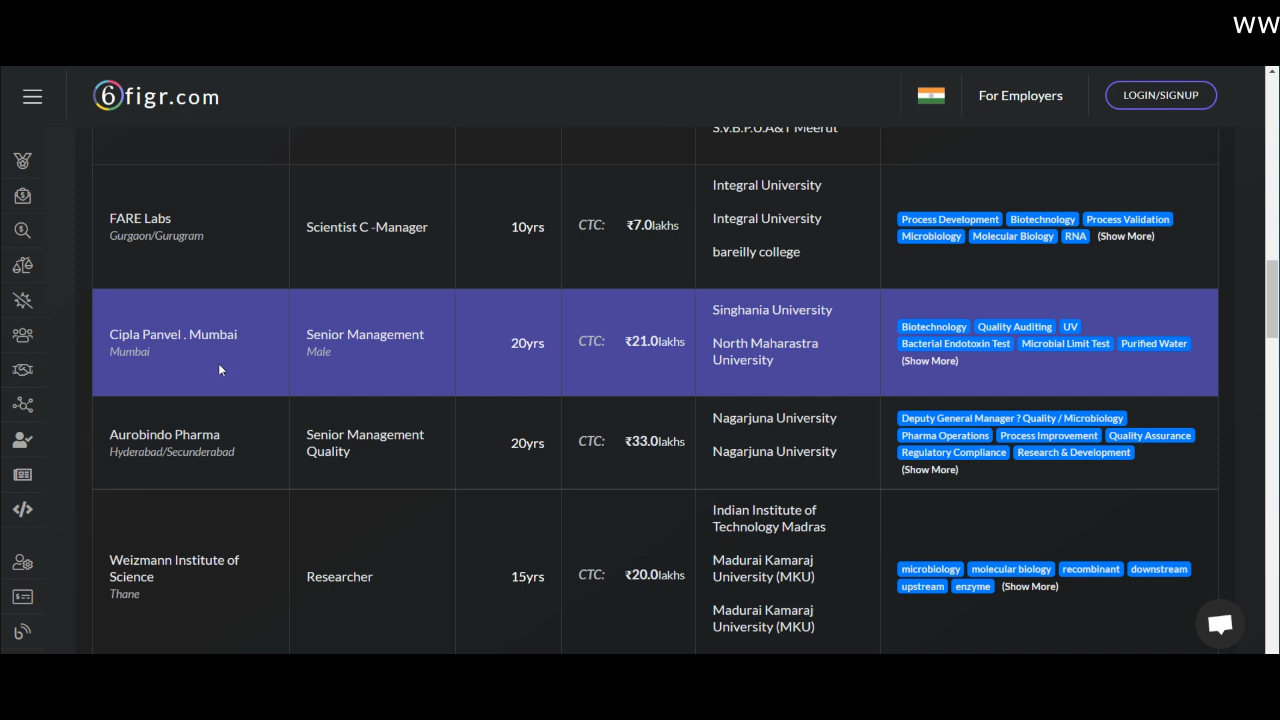 ww
6figr.com
For Employers
LOGIN/SIGNUP
S.V.B.P.U.A&T Meerut
FARE Labs
Gurgaon/Gurugram
Scientist C -Manager
10yrs
CTC: ₹7.0lakhs
Integral University
Integral University
bareilly college
Process Development Biotechnology Process Validation
Microbiology Molecular Biology RNA (Show More)
Cipla Panvel . Mumbai
Mumbai
Senior Management
Male
20yrs
CTC: ₹21.0lakhs
Singhania University
North Maharastra
University
Biotechnology Quality Auditing UV
Bacterial Endotoxin Test Microbial Limit Test Purified Water
(Show More)
Aurobindo Pharma
Hyderabad/Secunderabad
Senior Management
Quality
20yrs
CTC: ₹33.0lakhs
Nagarjuna University
Nagarjuna University
Deputy General Manager ? Quality / Microbiology
Pharma Operations Process Improvement Quality Assurance
Regulatory Compliance Research & Development
(Show More)
Weizmann Institute of
Science
Thane
Researcher
15yrs
CTC: ₹20.0lakhs
Indian Institute of
Technology Madras
Madurai Kamaraj
University (MKU)
Madurai Kamaraj
University (MKU)
microbiology molecular biology recombinant downstream
upstream enzyme (Show More)